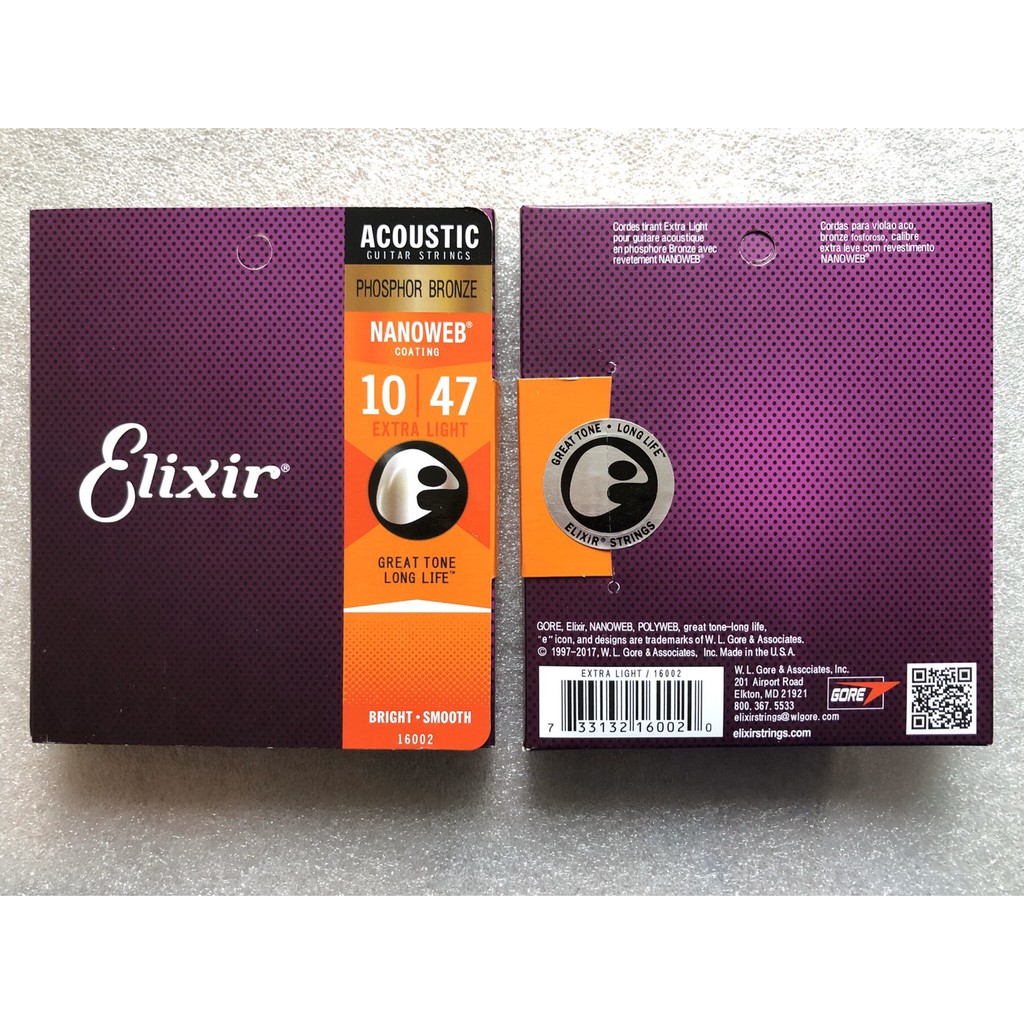 ACOUSTIC
GUITAR STRINGS
PHOSPHOR BRONZE
NANOWEB®
COATING
10 | 47
EXTRA LIGHT
Elixir®
GREAT TONE
LONG LIFE™
BRIGHT • SMOOTH
16002
Cordes tirant Extra Light
pour guitare acoustique
en phosphore Bronze avec
revetement NANOWEB®
Cordas para violao aco,
bronze fosforoso, calibre
extra leve com revestimento
NANOWEB®
GREAT TONE • LONG LIFE™
ELIXIR® STRINGS
GORE, Elixir, NANOWEB, POLYWEB, great tone-long life,
"e" icon, and designs are trademarks of W. L. Gore & Associates.
© 1997-2017, W. L. Gore & Associates, Inc. Made in the U.S.A.
EXTRA LIGHT / 16002
7 33132 16002 0
W. L. Gore & Asscciates, Inc.
201 Airport Road
Elkton, MD 21921
800. 367. 5533
elixirstrings@wlgore.com
elixirstrings.com
GORE